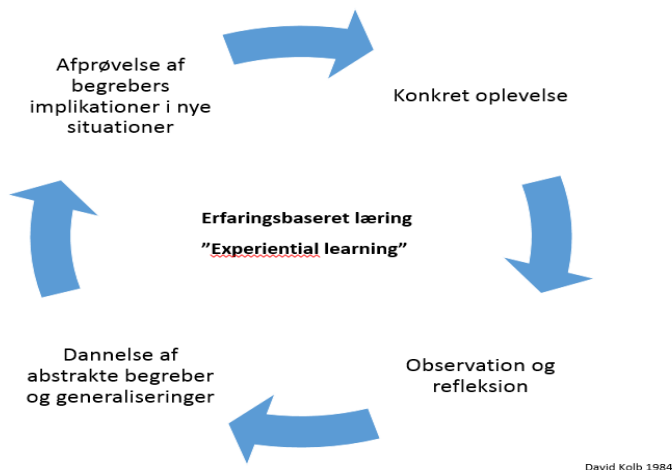 Afprøvelse af
begrebers
implikationer i nye
situationer
Konkret oplevelse
Erfaringsbaseret læring
”Experiential learning”
Dannelse af
abstrakte begreber
og generaliseringer
Observation og
refleksion
David Kolb 1984